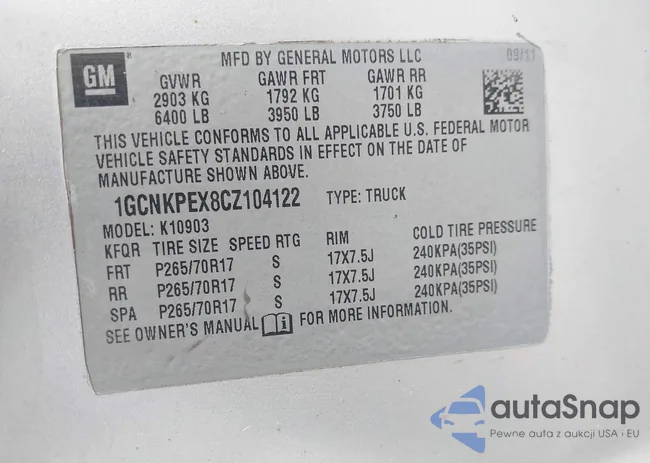 GM
MFD BY GENERAL MOTORS LLC 09/11
GVWR GAWR FRT GAWR RR
2903 KG 1792 KG 1701 KG
6400 LB 3950 LB 3750 LB
THIS VEHICLE CONFORMS TO ALL APPLICABLE U.S. FEDERAL MOTOR
VEHICLE SAFETY STANDARDS IN EFFECT ON THE DATE OF
MANUFACTURE SHOWN ABOVE.
1GCNKPEX8CZ104122 TYPE: TRUCK
MODEL: K10903
KFQR TIRE SIZE SPEED RTG RIM COLD TIRE PRESSURE
FRT P265/70R17 S 17X7.5J 240KPA(35PSI)
RR P265/70R17 S 17X7.5J 240KPA(35PSI)
SPA P265/70R17 S 17X7.5J 240KPA(35PSI)
SEE OWNER'S MANUAL FOR MORE INFORMATION.
autaSnap
Pewne auta z aukcji USA i EU